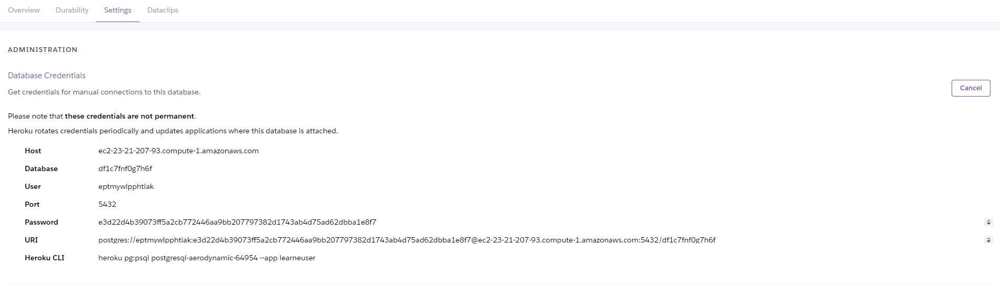 Overview Durability Settings Dataclips
ADMINISTRATION
Database Credentials
Get credentials for manual connections to this database.
Cancel
Please note that these credentials are not permanent.
Heroku rotates credentials periodically and updates applications where this database is attached.
Host ec2-23-21-207-93.compute-1.amazonaws.com
Database df1c7fnf0g7h6f
User eptmywlpphtiak
Port 5432
Password e3d22d4b39073ff5a2cb772446aa9bb207797382d1743ab4d75ad62dbba1e8f7
URI postgres://eptmywlpphtiak:e3d22d4b39073ff5a2cb772446aa9bb207797382d1743ab4d75ad62dbba1e8f7@ec2-23-21-207-93.compute-1.amazonaws.com:5432/df1c7fnf0g7h6f
Heroku CLI heroku pg:psql postgresql-aerodynamic-64954 --app learneuser